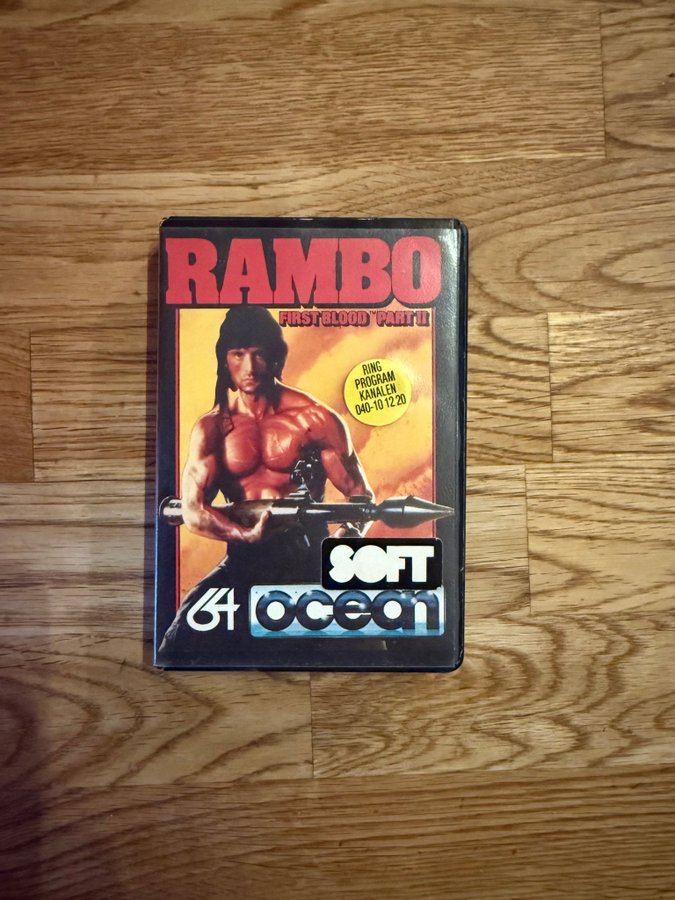 RAMBO
FIRST BLOOD™ PART II
RING
PROGRAM
KANALEN
040-10 12 20
SOFT
64
ocean